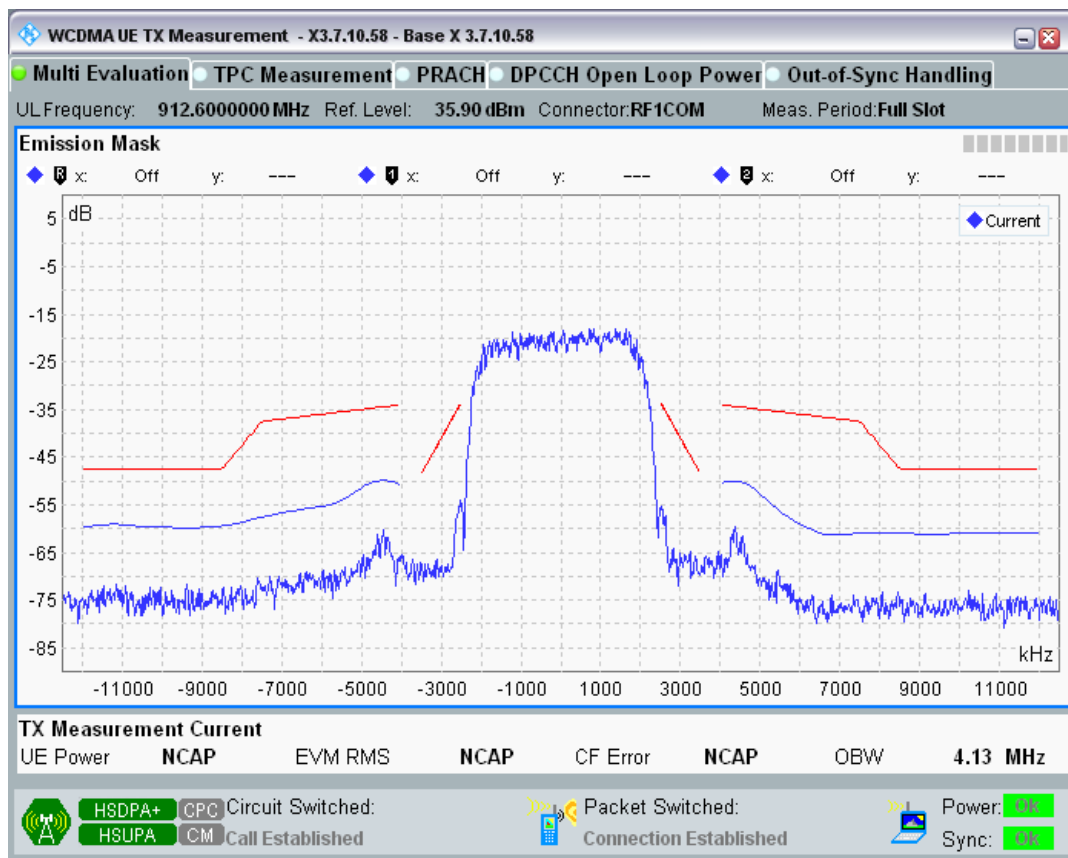 WCDMA UE TX Measurement - X3.7.10.58 - Base X 3.7.10.58
Multi Evaluation TPC Measurement PRACH DPCCH Open Loop Power Out-of-Sync Handling
UL Frequency: 912.6000000 MHz Ref. Level: 35.90 dBm Connector: RF1COM Meas. Period: Full Slot
Emission Mask
R x: Off y: --- 1 x: Off y: --- 2 x: Off y: ---
dB
Current
5
-5
-15
-25
-35
-45
-55
-65
-75
-85
kHz
-11000 -9000 -7000 -5000 -3000 -1000 1000 3000 5000 7000 9000 11000
TX Measurement Current
UE Power NCAP EVM RMS NCAP CF Error NCAP OBW 4.13 MHz
HSDPA+ CPC Circuit Switched: Packet Switched: Power: Ok
HSUPA CM Call Established Connection Established Sync: Ok